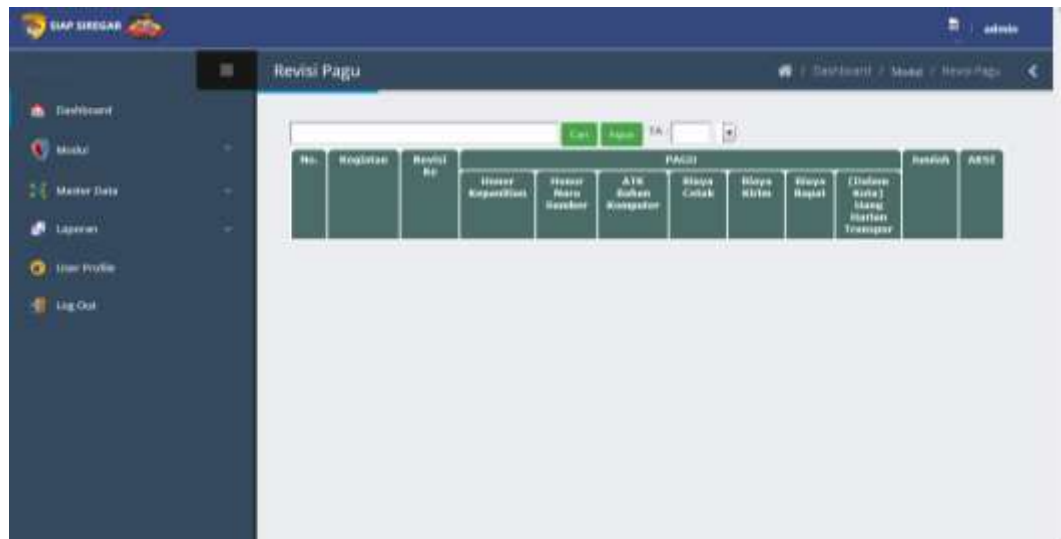 SIAP SIREGAR
admin
Revisi Pagu
/ Dashboard / Modul / Revisi Pagu
Dashboard
Modul
Master Data
Laporan
User Profile
Log Out
Cari
TA
No.
Kegiatan
Revisi Ke
PAGU
Jumlah
AKSI
Honor Kepanitian
Honor Nara Sumber
ATK Bahan Komputer
Biaya Cetak
Biaya Kirim
Biaya Rapat
(Dalam Kota) Uang Harian Transpor